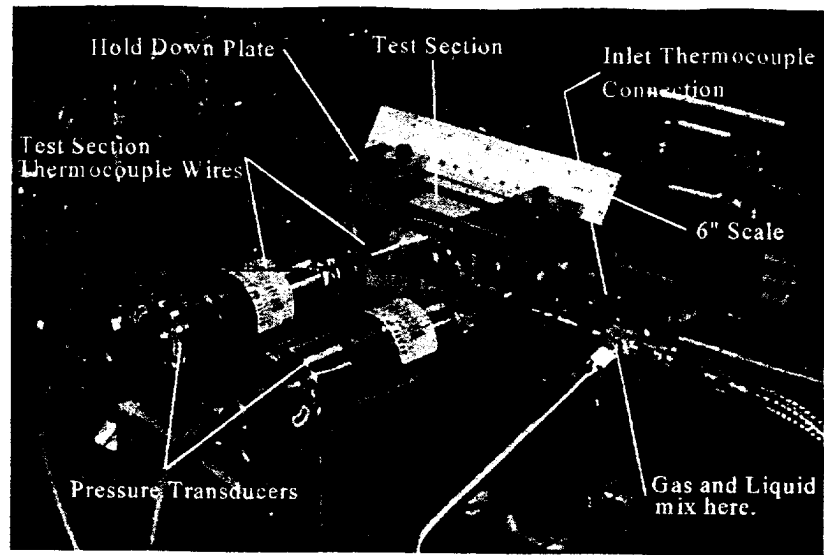 Hold Down Plate
Test Section
Inlet Thermocouple
Connection
Test Section
Thermocouple Wires
6" Scale
Pressure Transducers
Gas and Liquid
mix here.